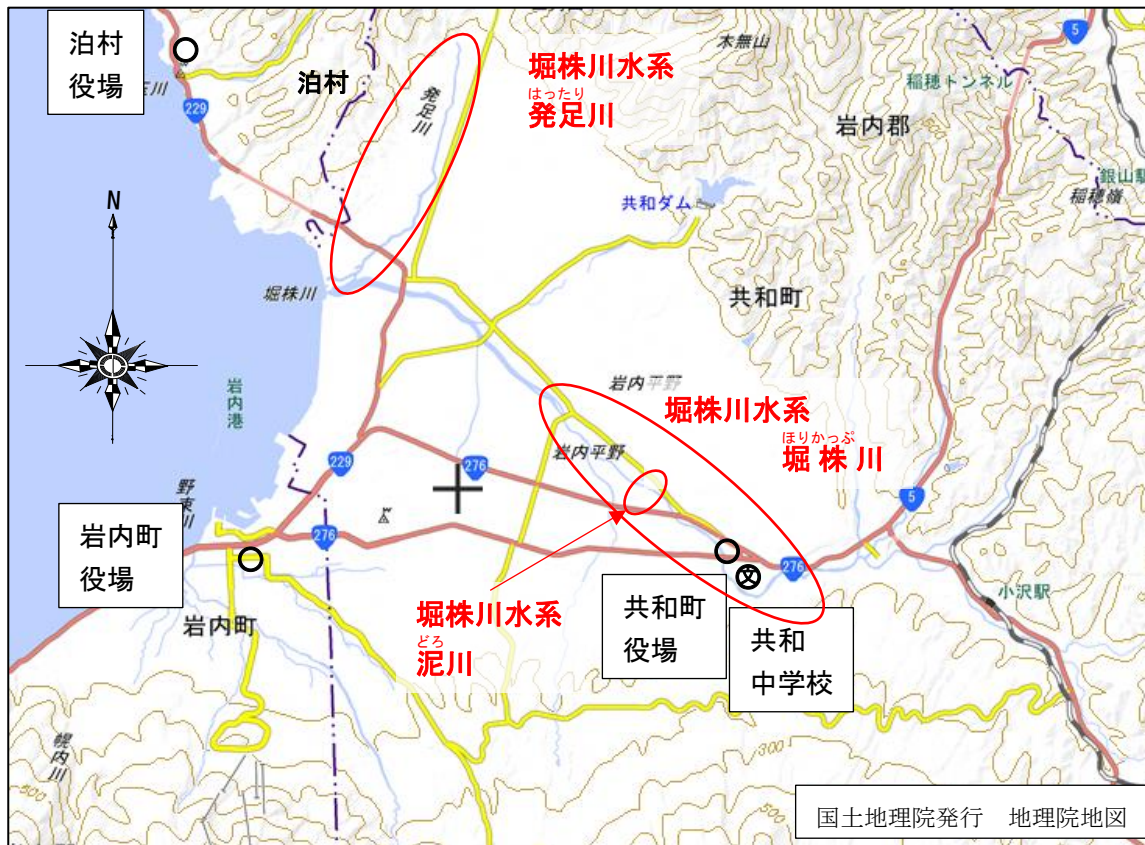 泊村
役場
229
泊村
発足川
堀株川水系
はったり
発足川
木無山
5
稲穂トンネル
岩内郡
500
銀山駅
稲穂嶺
共和ダム
N
堀株川
共和町
岩内港
岩内平野
堀株川水系
ほりかっぷ
堀株川
岩内平野
276
229
5
野束川
276
岩内町
役場
276
小沢駅
堀株川水系
どろ
泥川
共和町
役場
共和
中学校
文
岩内町
幌内川
500
300
500
国土地理院発行 地理院地図